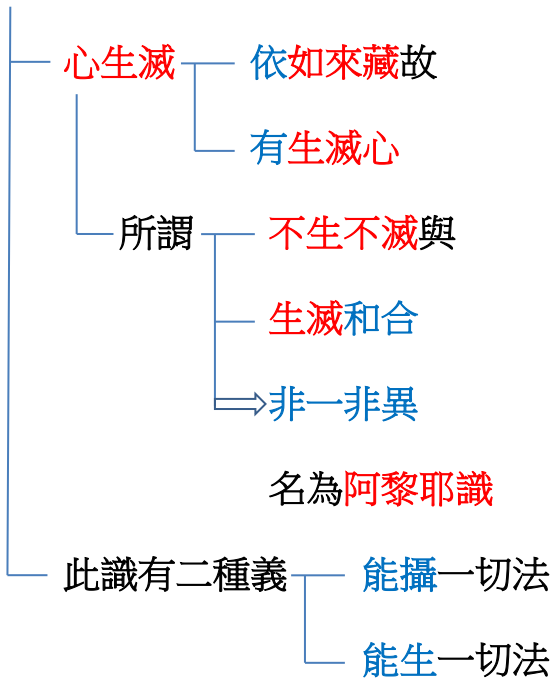 心生滅 依如來藏故
有生滅心
所謂 不生不滅與
生滅和合
非一非異
名為阿黎耶識
此識有二種義 能攝一切法
能生一切法